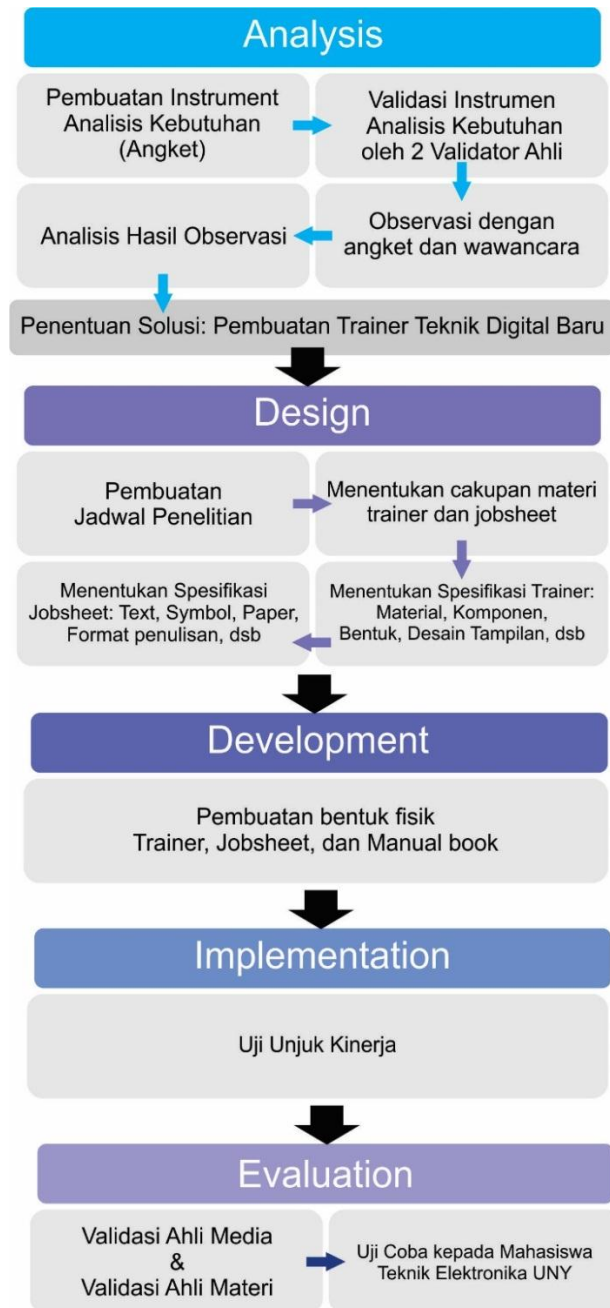 Analysis
Pembuatan Instrument
Analisis Kebutuhan
(Angket)
Validasi Instrumen
Analisis Kebutuhan
oleh 2 Validator Ahli
Observasi dengan
angket dan wawancara
Analisis Hasil Observasi
Penentuan Solusi: Pembuatan Trainer Teknik Digital Baru
Design
Pembuatan
Jadwal Penelitian
Menentukan cakupan materi
trainer dan jobsheet
Menentukan Spesifikasi Trainer:
Material, Komponen,
Bentuk, Desain Tampilan, dsb
Menentukan Spesifikasi
Jobsheet: Text, Symbol, Paper,
Format penulisan, dsb
Development
Pembuatan bentuk fisik
Trainer, Jobsheet, dan Manual book
Implementation
Uji Unjuk Kinerja
Evaluation
Validasi Ahli Media
&
Validasi Ahli Materi
Uji Coba kepada Mahasiswa
Teknik Elektronika UNY